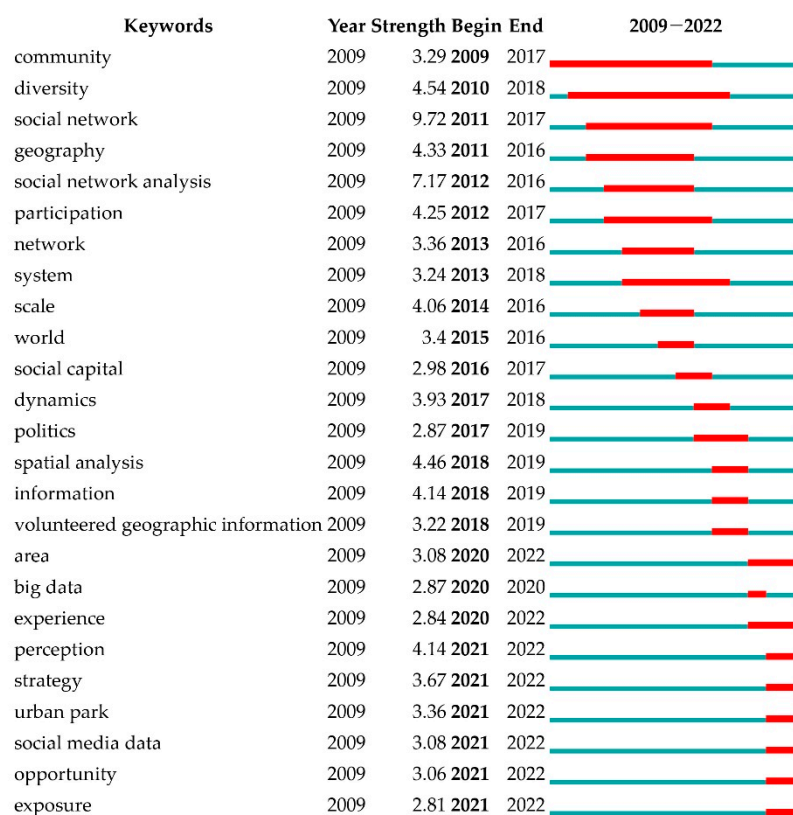 Keywords Year Strength Begin End 2009−2022
community 2009 3.29 2009 2017
diversity 2009 4.54 2010 2018
social network 2009 9.72 2011 2017
geography 2009 4.33 2011 2016
social network analysis 2009 7.17 2012 2016
participation 2009 4.25 2012 2017
network 2009 3.36 2013 2016
system 2009 3.24 2013 2018
scale 2009 4.06 2014 2016
world 2009 3.4 2015 2016
social capital 2009 2.98 2016 2017
dynamics 2009 3.93 2017 2018
politics 2009 2.87 2017 2019
spatial analysis 2009 4.46 2018 2019
information 2009 4.14 2018 2019
volunteered geographic information 2009 3.22 2018 2019
area 2009 3.08 2020 2022
big data 2009 2.87 2020 2020
experience 2009 2.84 2020 2022
perception 2009 4.14 2021 2022
strategy 2009 3.67 2021 2022
urban park 2009 3.36 2021 2022
social media data 2009 3.08 2021 2022
opportunity 2009 3.06 2021 2022
exposure 2009 2.81 2021 2022